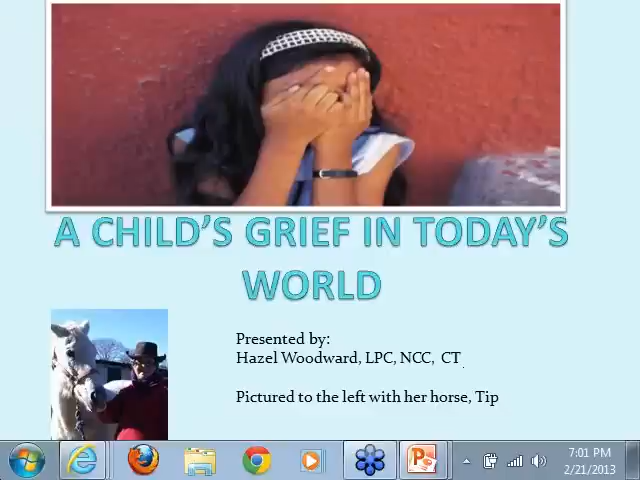 A CHILD'S GRIEF IN TODAY'S
WORLD
Presented by:
Hazel Woodward, LPC, NCC, CT
Pictured to the left with her horse, Tip
7:01 PM
2/21/2013